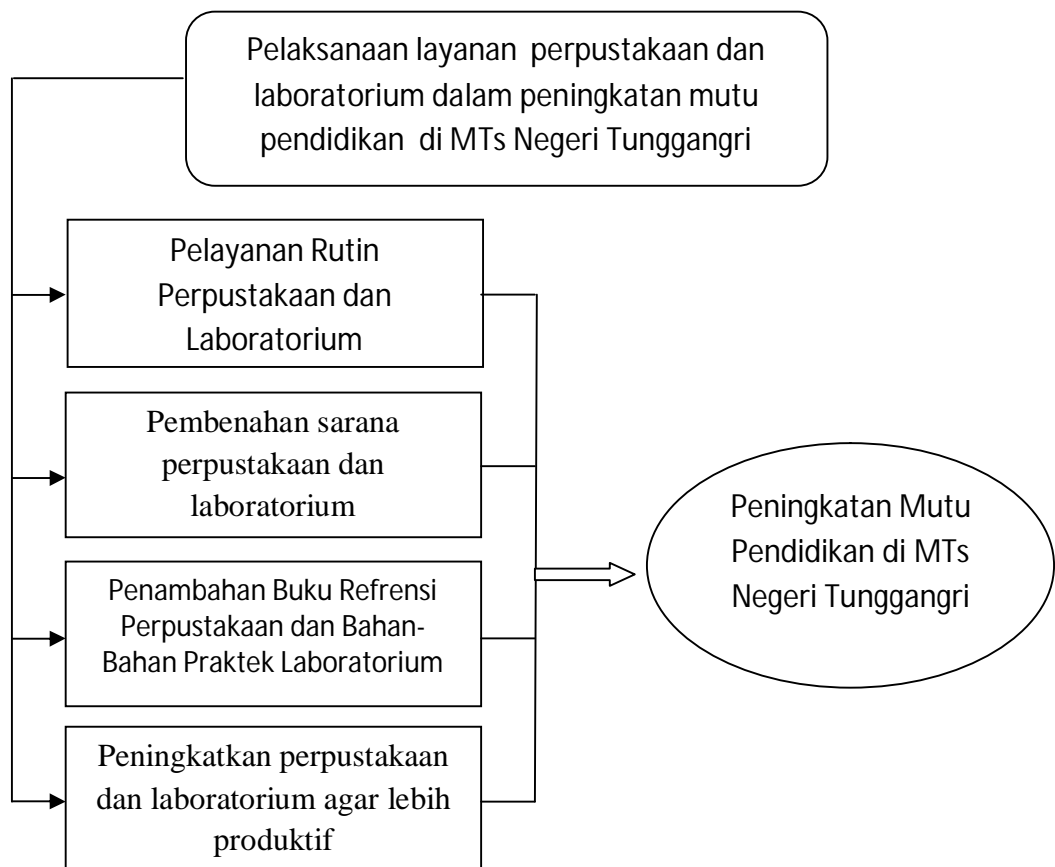 Pelaksanaan layanan perpustakaan dan
laboratorium dalam peningkatan mutu
pendidikan di MTs Negeri Tunggangri
Pelayanan Rutin
Perpustakaan dan
Laboratorium
Pembenahan sarana
perpustakaan dan
laboratorium
Penambahan Buku Refrensi
Perpustakaan dan Bahan-
Bahan Praktek Laboratorium
Peningkatkan perpustakaan
dan laboratorium agar lebih
produktif
Peningkatan Mutu
Pendidikan di MTs
Negeri Tunggangri